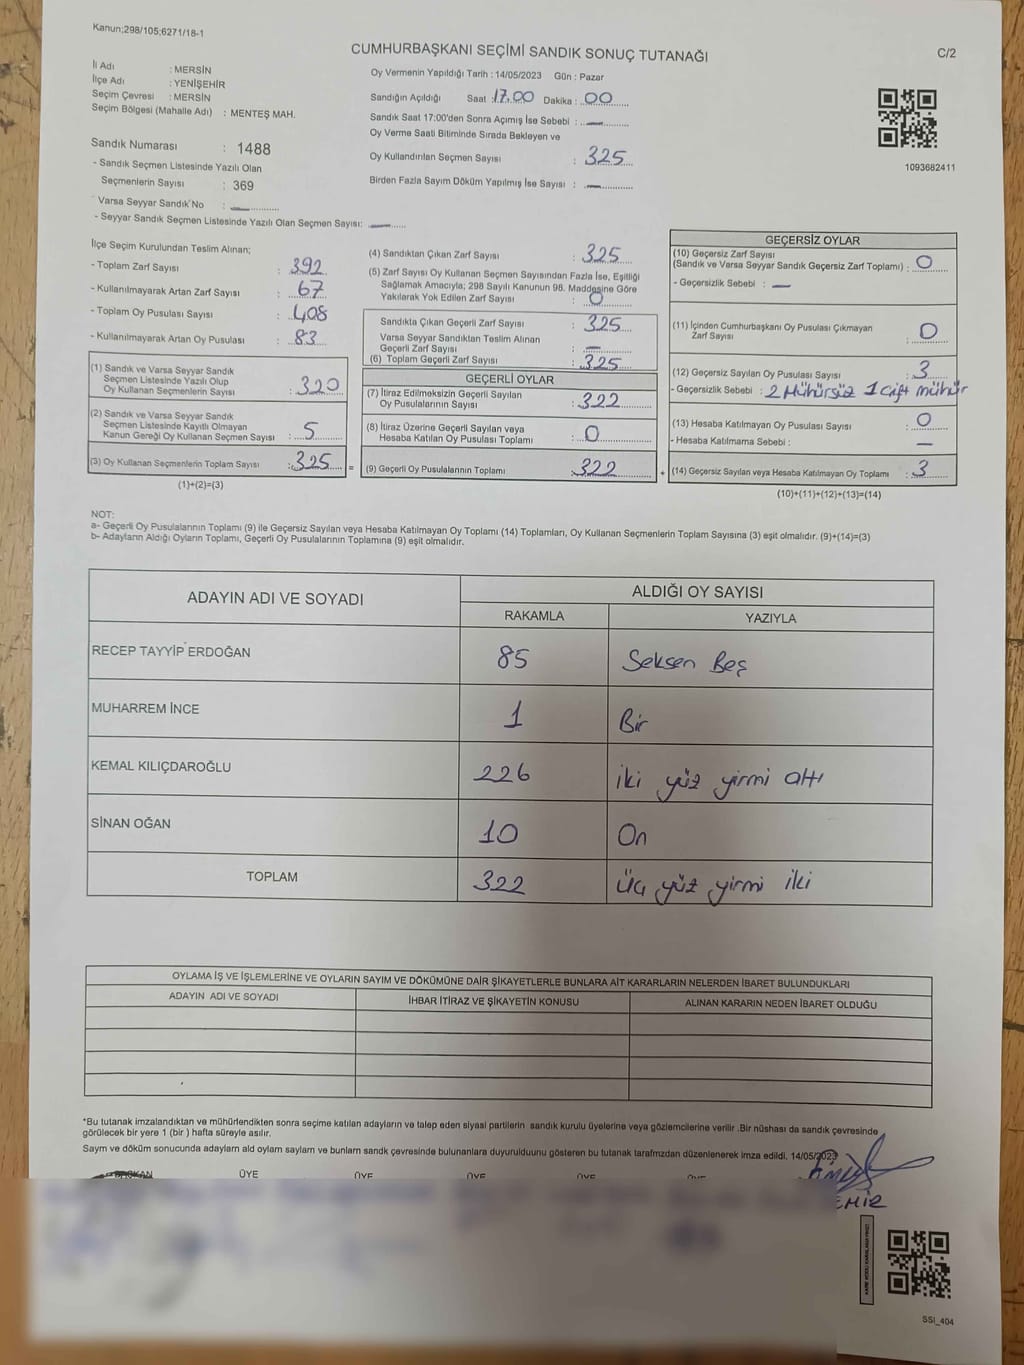 Kanun;298/105;6271/18-1
CUMHURBAŞKANI SEÇİMİ SANDIK SONUÇ TUTANAĞI
C/2
İl Adı : MERSİN
İlçe Adı : YENİŞEHİR
Seçim Çevresi : MERSİN
Seçim Bölgesi (Mahalle Adı) : MENTEŞ MAH.
Sandık Numarası : 1488
- Sandık Seçmen Listesinde Yazılı Olan
Seçmenlerin Sayısı : 369
Varsa Seyyar Sandık No : —
- Seyyar Sandık Seçmen Listesinde Yazılı Olan Seçmen Sayısı: —
Oy Vermenin Yapıldığı Tarih : 14/05/2023 Gün : Pazar
Sandığın Açıldığı Saat : 17.00 Dakika : 00
Sandık Saat 17:00'den Sonra Açımış İse Sebebi : —
Oy Verme Saati Bitiminde Sırada Bekleyen ve
Oy Kullandırılan Seçmen Sayısı : 325
Birden Fazla Sayım Döküm Yapılmış İse Sayısı : —
1093682411
İlçe Seçim Kurulundan Teslim Alınan;
- Toplam Zarf Sayısı : 392
- Kullanılmayarak Artan Zarf Sayısı : 67
- Toplam Oy Pusulası Sayısı : 408
- Kullanılmayarak Artan Oy Pusulası : 83
(1) Sandık ve Varsa Seyyar Sandık
Seçmen Listesinde Yazılı Olup
Oy Kullanan Seçmenlerin Sayısı : 320
(2) Sandık ve Varsa Seyyar Sandık
Seçmen Listesinde Kayıtlı Olmayan
Kanun Gereği Oy Kullanan Seçmen Sayısı : 5
(3) Oy Kullanan Seçmenlerin Toplam Sayısı : 325 =
(1)+(2)=(3)
(4) Sandıktan Çıkan Zarf Sayısı : 325
(5) Zarf Sayısı Oy Kullanan Seçmen Sayısından Fazla İse, Eşitliği
Sağlamak Amacıyla; 298 Sayılı Kanunun 98. Maddesine Göre
Yakılarak Yok Edilen Zarf Sayısı : 0
Sandıkta Çıkan Geçerli Zarf Sayısı : 325
Varsa Seyyar Sandıktan Teslim Alınan
Geçerli Zarf Sayısı : —
(6) Toplam Geçerli Zarf Sayısı : 325
GEÇERLİ OYLAR
(7) İtiraz Edilmeksizin Geçerli Sayılan
Oy Pusulalarının Sayısı : 322
(8) İtiraz Üzerine Geçerli Sayılan veya
Hesaba Katılan Oy Pusulası Toplamı : 0
(9) Geçerli Oy Pusulalarının Toplamı : 322 +
GEÇERSİZ OYLAR
(10) Geçersiz Zarf Sayısı
(Sandık ve Varsa Seyyar Sandık Geçersiz Zarf Toplamı) : 0
- Geçersizlik Sebebi : —
(11) İçinden Cumhurbaşkanı Oy Pusulası Çıkmayan
Zarf Sayısı : 0
(12) Geçersiz Sayılan Oy Pusulası Sayısı : 3
- Geçersizlik Sebebi : 2 Mühürsüz 1 Çift mühür
(13) Hesaba Katılmayan Oy Pusulası Sayısı : 0
- Hesaba Katılmama Sebebi : —
(14) Geçersiz Sayılan veya Hesaba Katılmayan Oy Toplamı : 3
(10)+(11)+(12)+(13)=(14)
NOT:
a- Geçerli Oy Pusulalarının Toplamı (9) ile Geçersiz Sayılan veya Hesaba Katılmayan Oy Toplamı (14) Toplamları, Oy Kullanan Seçmenlerin Toplam Sayısına (3) eşit olmalıdır. (9)+(14)=(3)
b- Adayların Aldığı Oyların Toplamı, Geçerli Oy Pusulalarının Toplamına (9) eşit olmalıdır.
ADAYIN ADI VE SOYADI
ALDIĞI OY SAYISI
RAKAMLA YAZIYLA
RECEP TAYYİP ERDOĞAN 85 Seksen Beş
MUHARREM İNCE 1 Bir
KEMAL KILIÇDAROĞLU 226 iki yüz yirmi altı
SİNAN OĞAN 10 On
TOPLAM 322 üç yüz yirmi iki
OYLAMA İŞ VE İŞLEMLERİNE VE OYLARIN SAYIM VE DÖKÜMÜNE DAİR ŞİKAYETLERLE BUNLARA AİT KARARLARIN NELERDEN İBARET BULUNDUKLARI
ADAYIN ADI VE SOYADI İHBAR İTİRAZ VE ŞİKAYETİN KONUSU ALINAN KARARIN NEDEN İBARET OLDUĞU
*Bu tutanak imzalandıktan ve mühürlendikten sonra seçime katılan adayların ve talep eden siyasi partilerin sandık kurulu üyelerine veya gözlemcilerine verilir .Bir nüshası da sandık çevresinde
görülecek bir yere 1 (bir ) hafta süreyle asılır.
Sayım ve döküm sonucunda adayların ald oyların sayların ve bunların sandk çevresinde bulunanlara duyurulduunu gösteren bu tutanak tarafmzdan düzenlenerek imza edildi, 14/05/2023
BAŞKAN ÜYE ÜYE ÜYE ÜYE
SSI_404